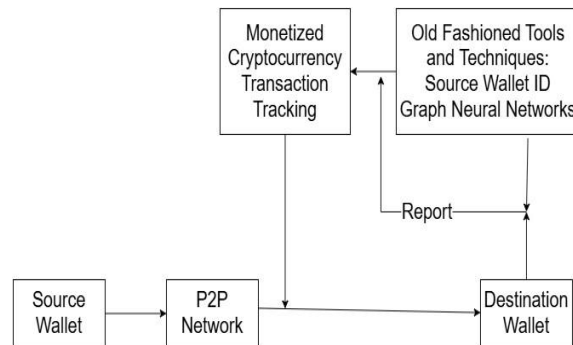 Monetized
Cryptocurrency
Transaction
Tracking
Old Fashioned Tools
and Techniques:
Source Wallet ID
Graph Neural Networks
Report
Source
Wallet
P2P
Network
Destination
Wallet